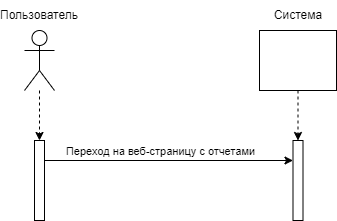 Пользователь
Система
Переход на веб-страницу с отчетами